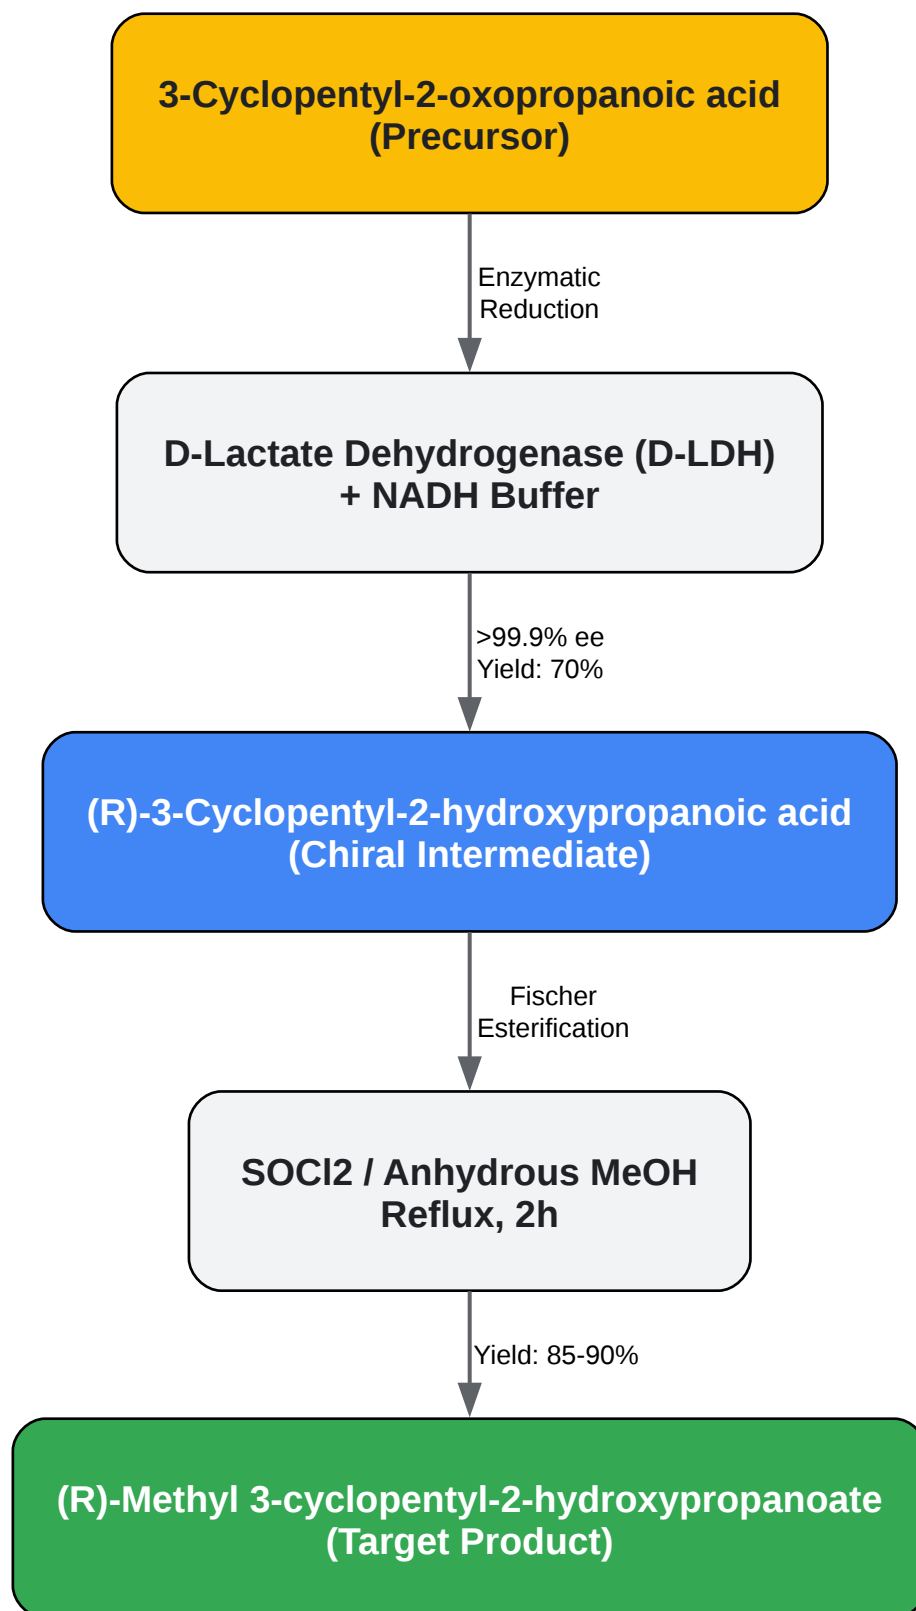 3-Cyclopentyl-2-oxopropanoic acid
(Precursor)
Enzymatic
Reduction
D-Lactate Dehydrogenase (D-LDH)
+ NADH Buffer
>99.9% ee
Yield: 70%
(R)-3-Cyclopentyl-2-hydroxypropanoic acid
(Chiral Intermediate)
Fischer
Esterification
SOCl2 / Anhydrous MeOH
Reflux, 2h
Yield: 85-90%
(R)-Methyl 3-cyclopentyl-2-hydroxypropanoate
(Target Product)